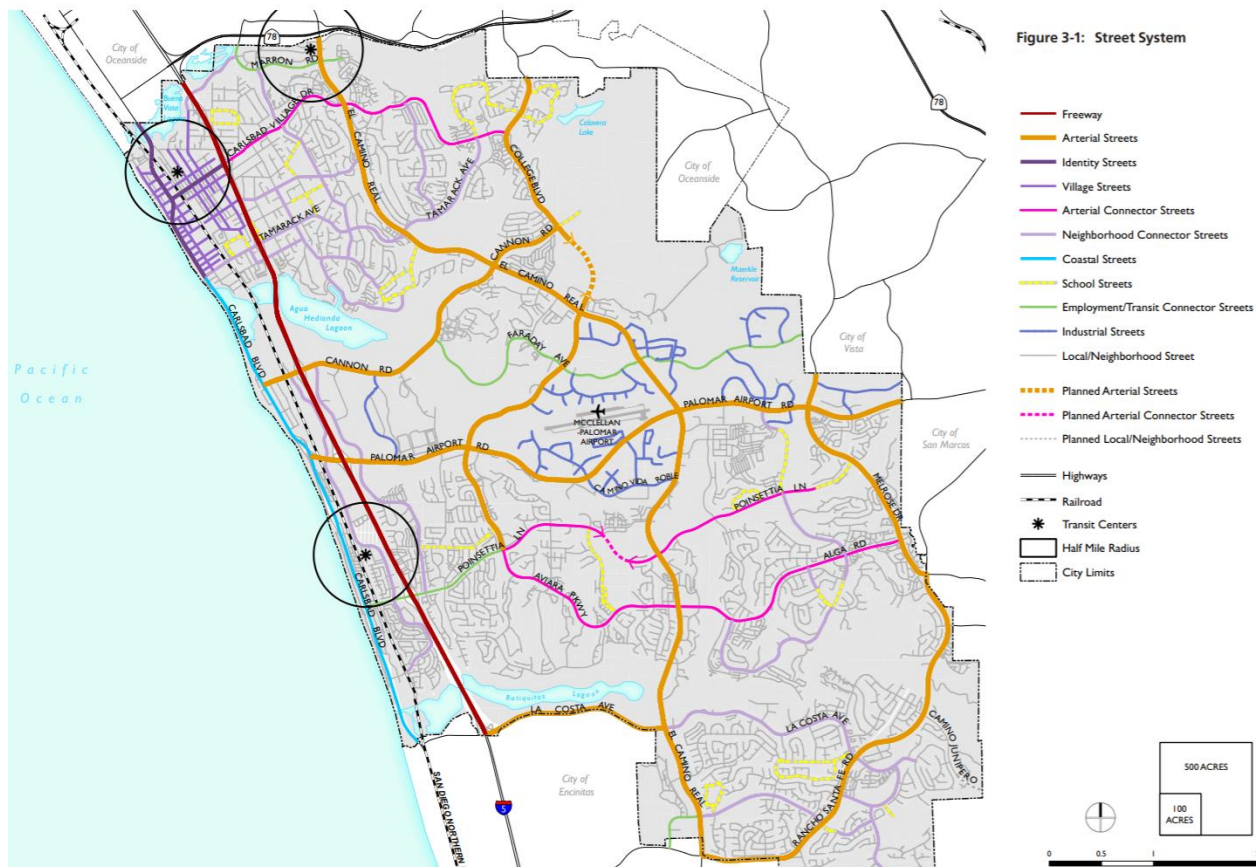 Figure 3-1: Street System
Freeway
Arterial Streets
Identity Streets
Village Streets
Arterial Connector Streets
Neighborhood Connector Streets
Coastal Streets
School Streets
Employment/Transit Connector Streets
Industrial Streets
Local/Neighborhood Street
Planned Arterial Streets
Planned Arterial Connector Streets
Planned Local/Neighborhood Streets
Highways
Railroad
Transit Centers
Half Mile Radius
City Limits
500 ACRES
100
ACRES
0 0.5 1
City of
Oceanside
78
MARRON RD
78
Buena
Vista
CARLSBAD VILLAGE DR
EL CAMINO REAL
Calavera
Lake
COLLEGE BLVD
TAMARACK AVE
City of
Oceanside
TAMARACK AVE
CANNON RD
EL CAMINO REAL
Maerkle
Reservoir
Agua
Hedionda
Lagoon
CARLSBAD BLVD
FARADAY AVE
City of
Vista
CANNON RD
Pacific
Ocean
PALOMAR AIRPORT RD
MCCLELLAN
-PALOMAR
AIRPORT
City of
San Marcos
PALOMAR AIRPORT RD
CAMINO VIDA ROBLE
MELROSE DR
POINSETTIA LN
POINSETTIA LN
ALGA RD
AVIARA PKWY
CARLSBAD BLVD
Batiquitos Lagoon
LA COSTA AVE
LA COSTA AVE
CAMINO JUNIPERO
EL CAMINO REAL
RANCHO SANTA FE RD
City of
Encinitas
SAN DIEGO NORTHERN
5